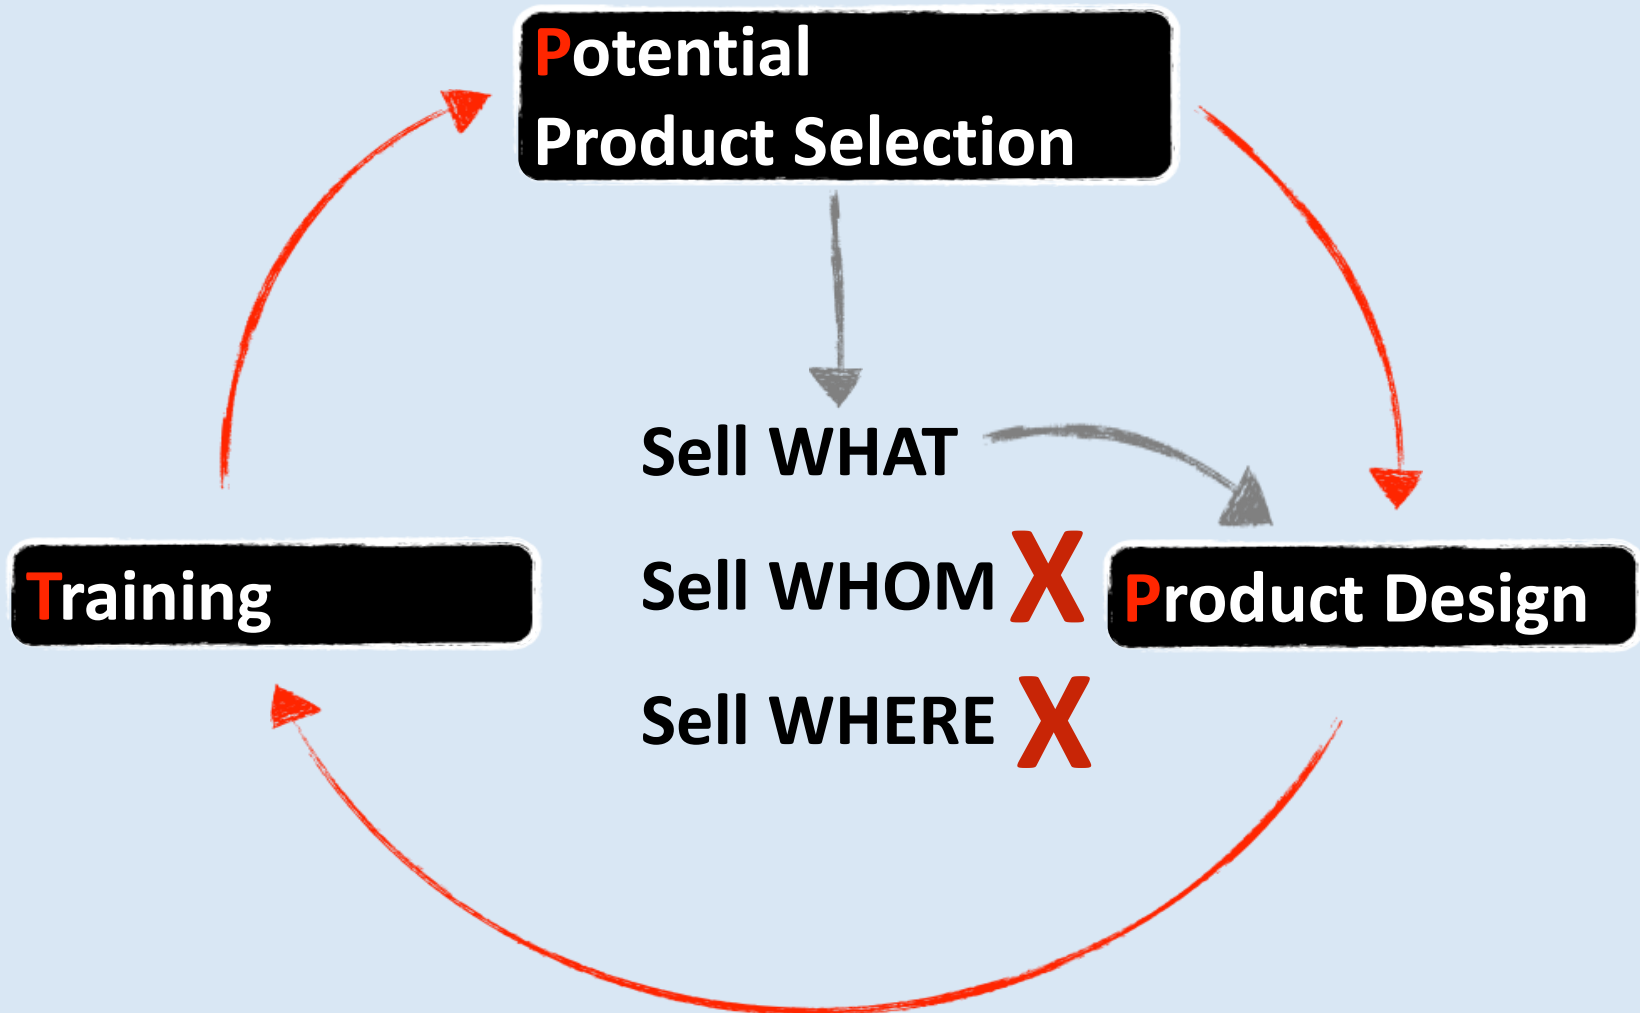 Potential
Product Selection
Sell WHAT
Training
Sell WHOM X
Product Design
Sell WHERE X